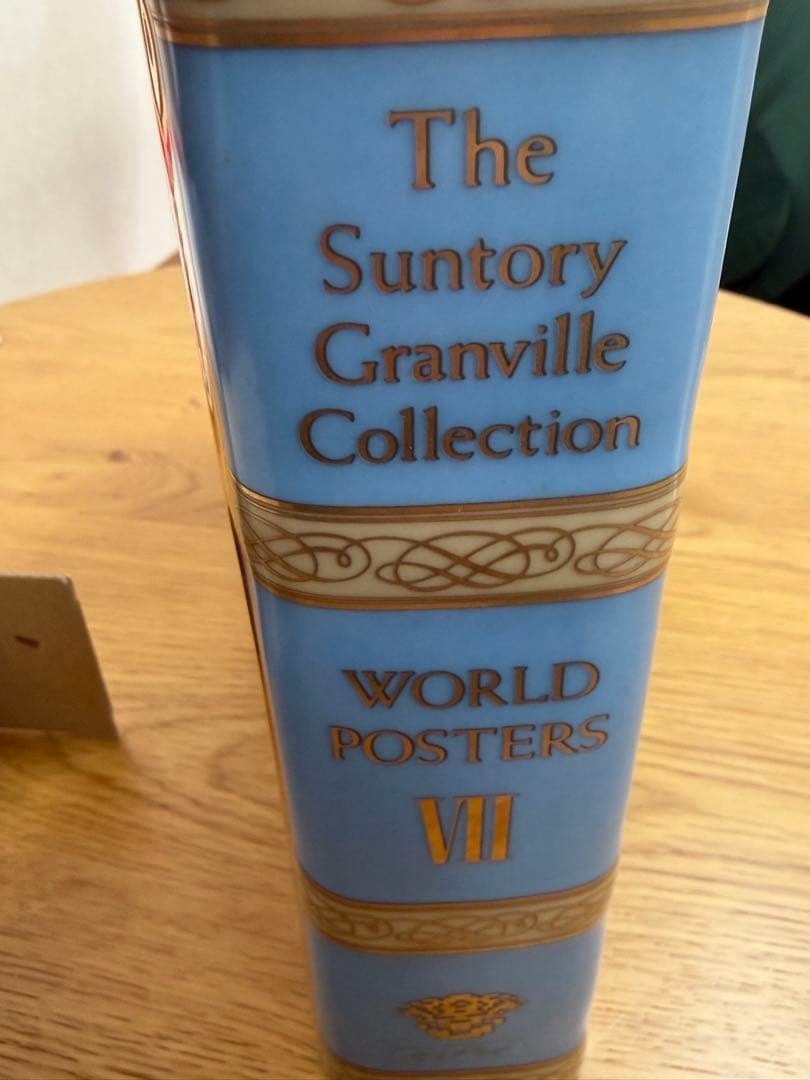 The
Suntory
Granville
Collection
WORLD
POSTERS
VII